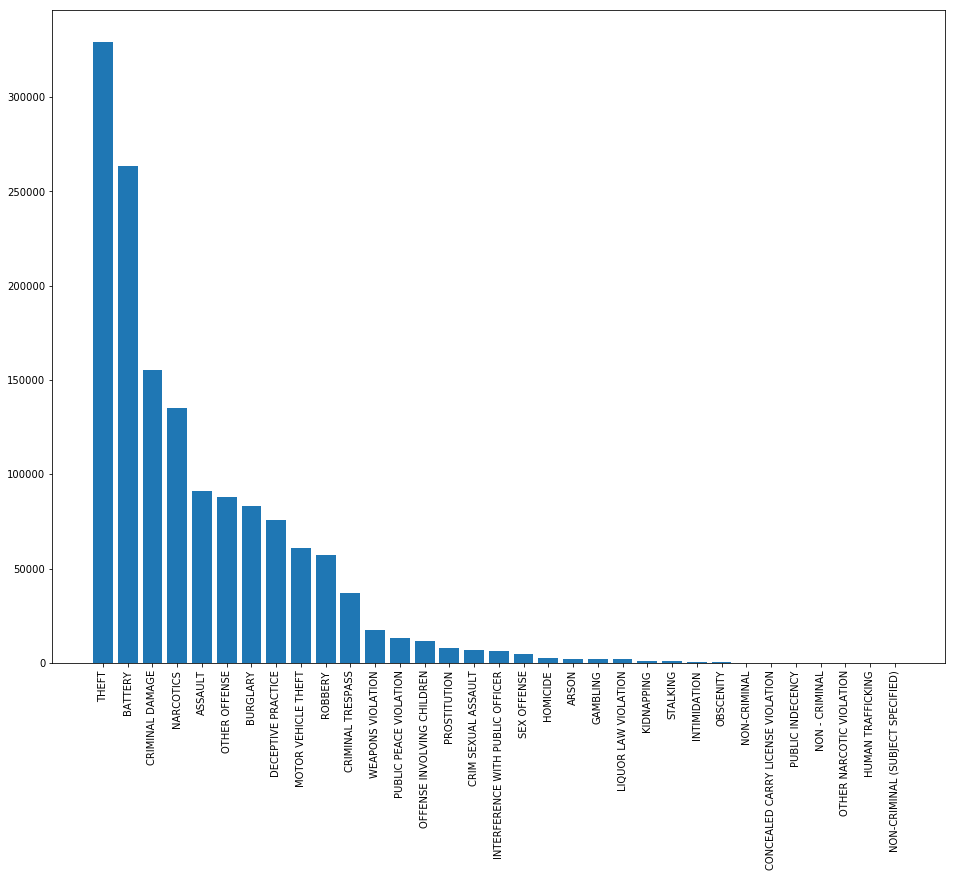 300000
250000
200000
150000
100000
50000
0
THEFT
BATTERY
CRIMINAL DAMAGE
NARCOTICS
ASSAULT
OTHER OFFENSE
BURGLARY
DECEPTIVE PRACTICE
MOTOR VEHICLE THEFT
ROBBERY
CRIMINAL TRESPASS
WEAPONS VIOLATION
PUBLIC PEACE VIOLATION
OFFENSE INVOLVING CHILDREN
PROSTITUTION
CRIM SEXUAL ASSAULT
INTERFERENCE WITH PUBLIC OFFICER
SEX OFFENSE
HOMICIDE
ARSON
GAMBLING
LIQUOR LAW VIOLATION
KIDNAPPING
STALKING
INTIMIDATION
OBSCENITY
NON-CRIMINAL
CONCEALED CARRY LICENSE VIOLATION
PUBLIC INDECENCY
NON - CRIMINAL
OTHER NARCOTIC VIOLATION
HUMAN TRAFFICKING
NON-CRIMINAL (SUBJECT SPECIFIED)